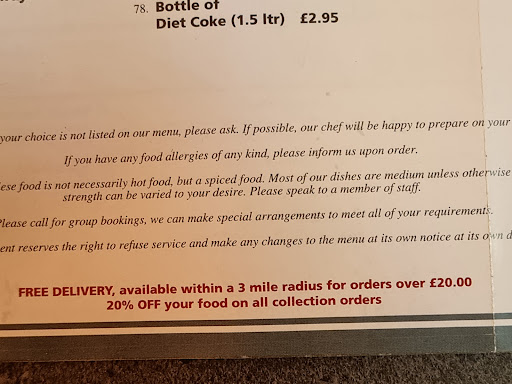 78. Bottle of
Diet Coke (1.5 ltr) £2.95
your choice is not listed on our menu, please ask. If possible, our chef will be happy to prepare on your
If you have any food allergies of any kind, please inform us upon order.
ese food is not necessarily hot food, but a spiced food. Most of our dishes are medium unless otherwise
strength can be varied to your desire. Please speak to a member of staff.
Please call for group bookings, we can make special arrangements to meet all of your requirements.
ent reserves the right to refuse service and make any changes to the menu at its own notice at its own d
FREE DELIVERY, available within a 3 mile radius for orders over £20.00
20% OFF your food on all collection orders